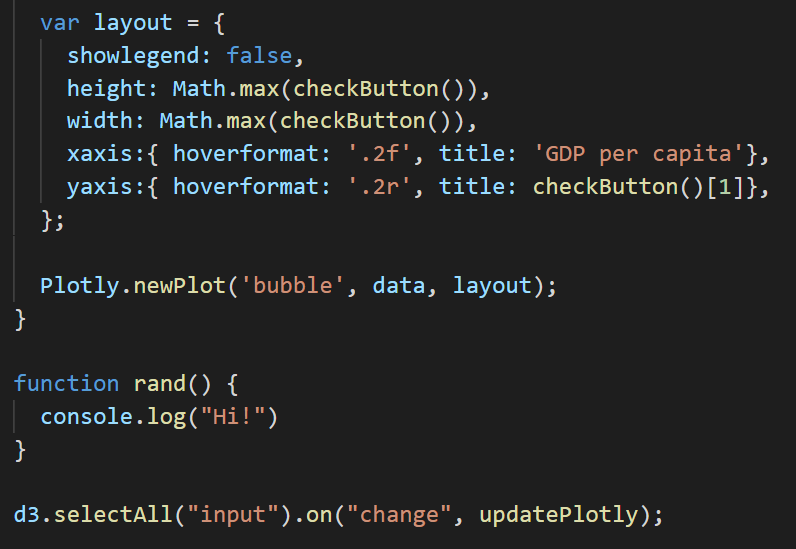 var layout = {
showlegend: false,
height: Math.max(checkButton()),
width: Math.max(checkButton()),
xaxis:{ hoverformat: '.2f', title: 'GDP per capita'},
yaxis:{ hoverformat: '.2r', title: checkButton()[1]},
};
Plotly.newPlot('bubble', data, layout);
}
function rand() {
console.log("Hi!")
}
d3.selectAll("input").on("change", updatePlotly);